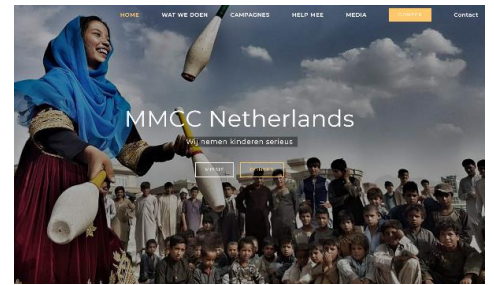 HOME WAT WE DOEN CAMPAGNES HELP MEE MEDIA Contact
MMCC Netherlands
Wij nemen kinderen serieus